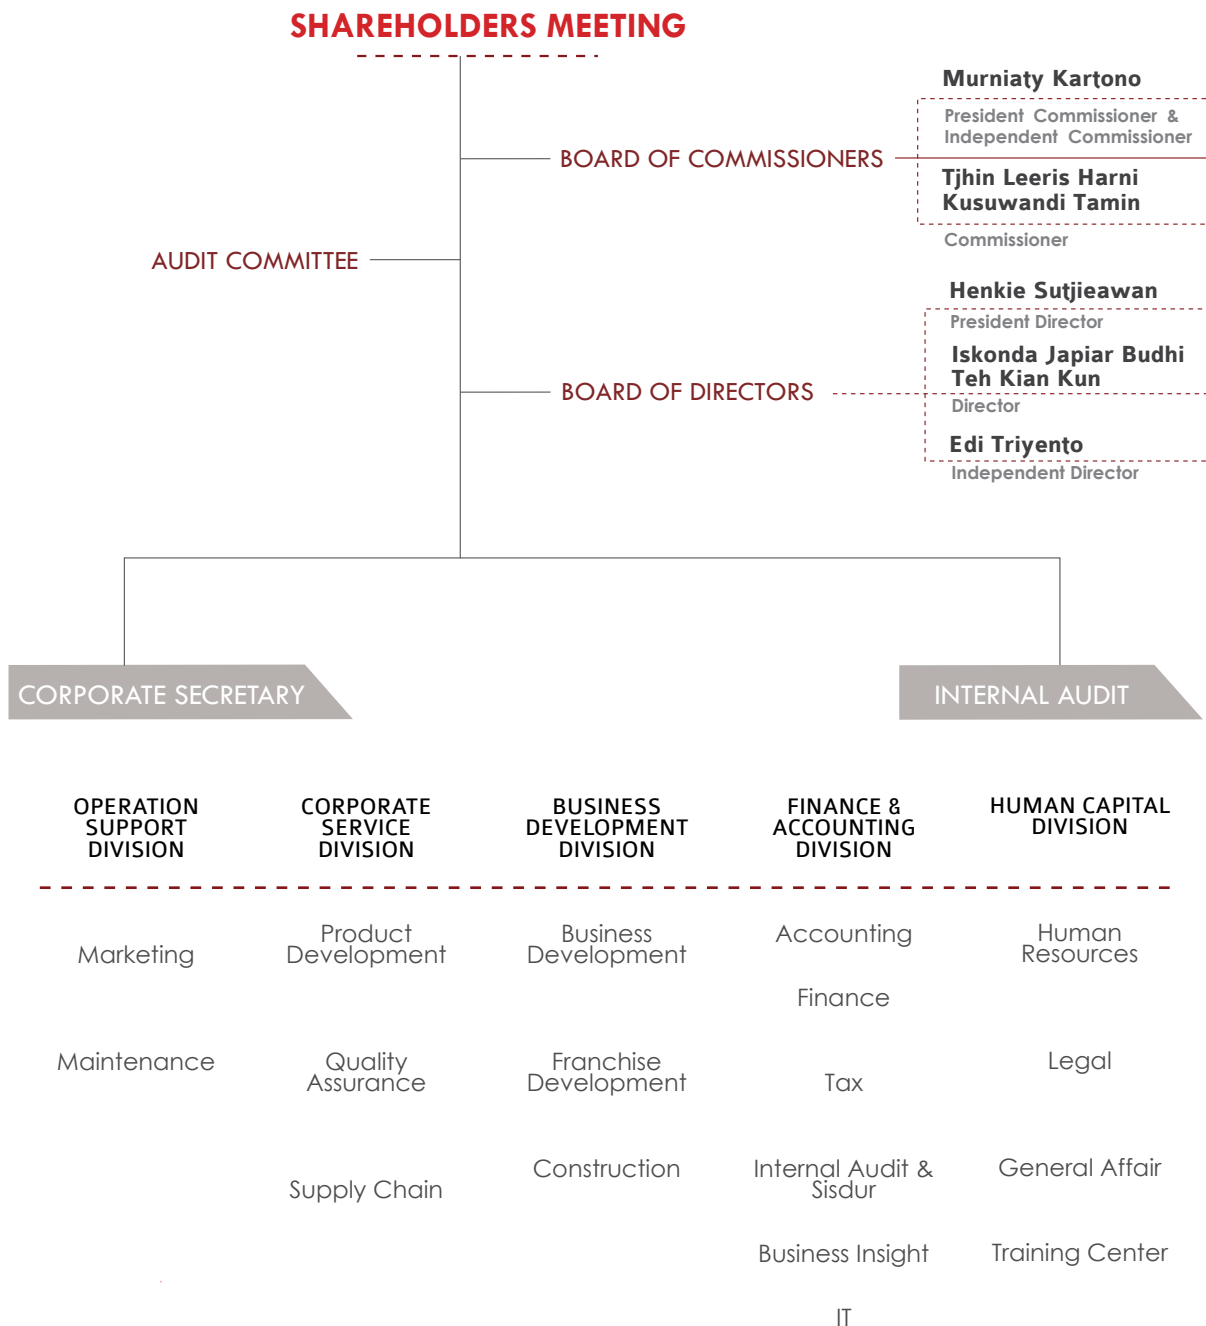 SHAREHOLDERS MEETING
Murniaty Kartono
President Commissioner &
Independent Commissioner
BOARD OF COMMISSIONERS
Tjhin Leeris Harni
Kusuwandi Tamin
Commissioner
AUDIT COMMITTEE
Henkie Sutjieawan
President Director
Iskonda Japiar Budhi
Teh Kian Kun
BOARD OF DIRECTORS
Director
Edi Triyento
Independent Director
CORPORATE SECRETARY
INTERNAL AUDIT
OPERATION
SUPPORT
DIVISION
CORPORATE
SERVICE
DIVISION
BUSINESS
DEVELOPMENT
DIVISION
FINANCE &
ACCOUNTING
DIVISION
HUMAN CAPITAL
DIVISION
Marketing
Maintenance
Product
Development
Quality
Assurance
Supply Chain
Business
Development
Franchise
Development
Construction
Accounting
Finance
Tax
Internal Audit &
Sisdur
Business Insight
IT
Human
Resources
Legal
General Affair
Training Center